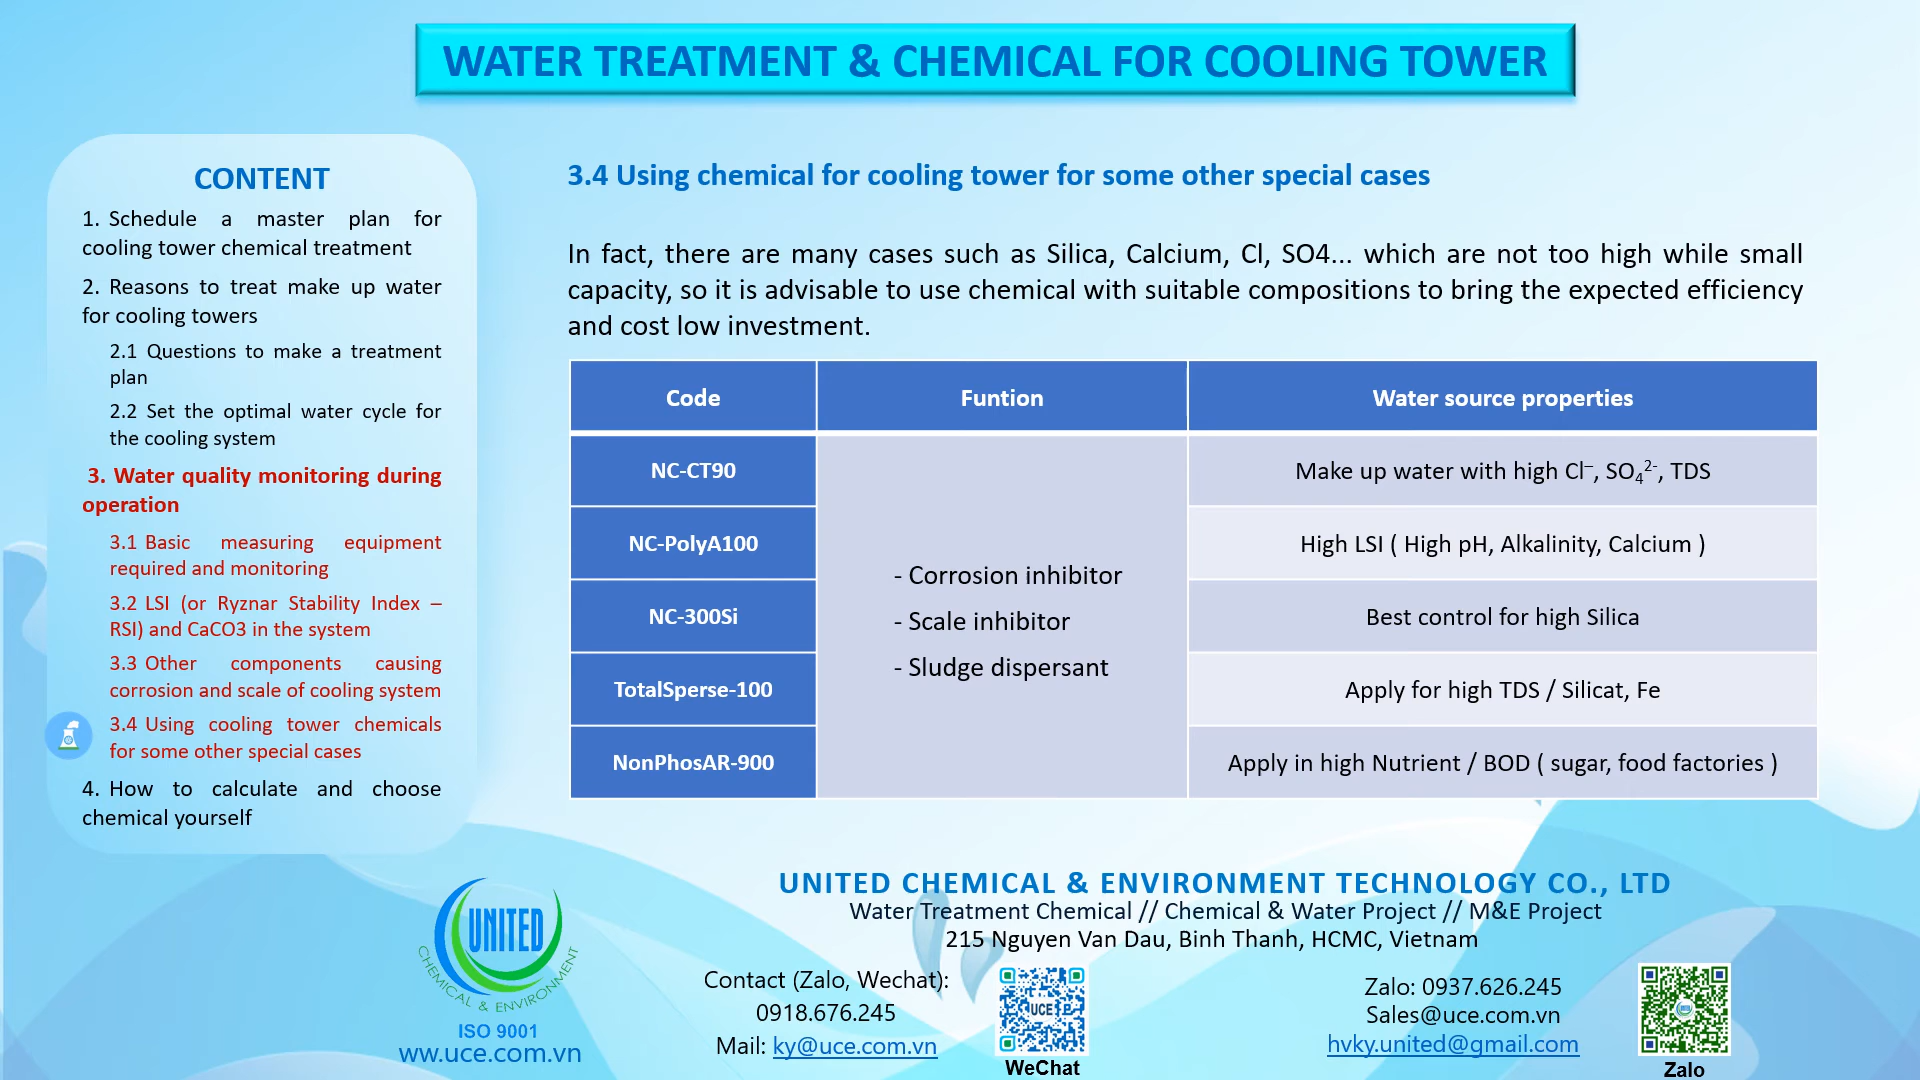 WATER TREATMENT & CHEMICAL FOR COOLING TOWER
CONTENT
1. Schedule a master plan for
cooling tower chemical treatment
2. Reasons to treat make up water
for cooling towers
2.1 Questions to make a treatment
plan
2.2 Set the optimal water cycle for
the cooling system
3. Water quality monitoring during
operation
3.1 Basic measuring equipment
required and monitoring
3.2 LSI (or Ryznar Stability Index –
RSI) and CaCO3 in the system
3.3 Other components causing
corrosion and scale of cooling system
3.4 Using cooling tower chemicals
for some other special cases
4. How to calculate and choose
chemical yourself
3.4 Using chemical for cooling tower for some other special cases
In fact, there are many cases such as Silica, Calcium, Cl, SO4... which are not too high while small
capacity, so it is advisable to use chemical with suitable compositions to bring the expected efficiency
and cost low investment.
Code Funtion Water source properties
NC-CT90 Make up water with high Cl⁻, SO₄²⁻, TDS
NC-PolyA100 High LSI ( High pH, Alkalinity, Calcium )
- Corrosion inhibitor
NC-300Si Best control for high Silica
- Scale inhibitor
- Sludge dispersant
TotalSperse-100 Apply for high TDS / Silicat, Fe
NonPhosAR-900 Apply in high Nutrient / BOD ( sugar, food factories )
UNITED
CHEMICAL & ENVIRONMENT
ISO 9001
ww.uce.com.vn
UNITED CHEMICAL & ENVIRONMENT TECHNOLOGY CO., LTD
Water Treatment Chemical // Chemical & Water Project // M&E Project
215 Nguyen Van Dau, Binh Thanh, HCMC, Vietnam
Contact (Zalo, Wechat):
0918.676.245
Mail: ky@uce.com.vn
UCE
WeChat
Zalo: 0937.626.245
Sales@uce.com.vn
hvky.united@gmail.com
Zalo